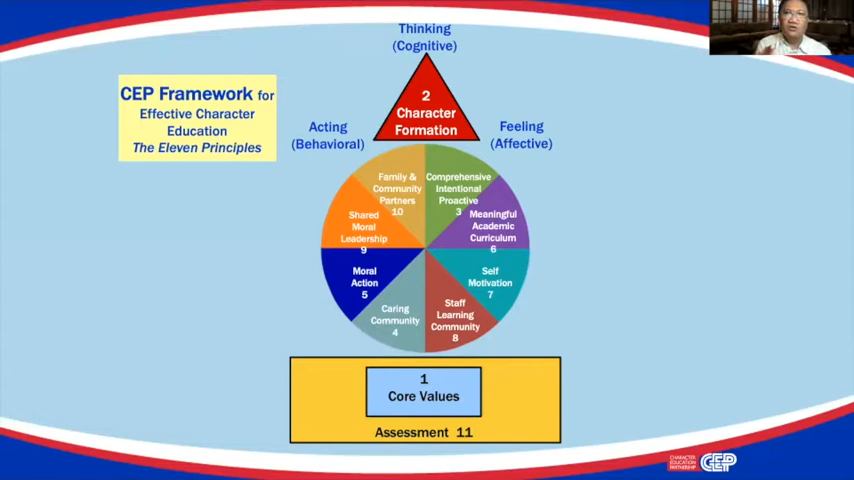 Thinking
(Cognitive)
CEP Framework for
Effective Character
Education
The Eleven Principles
2
Character
Formation
Acting
(Behavioral)
Feeling
(Affective)
Family &
Community
Partners
10
Comprehensive
Intentional
Proactive
3
Shared
Moral
Leadership
9
Meaningful
Academic
Curriculum
6
Moral
Action
5
Self
Motivation
7
Caring
Community
4
Staff
Learning
Community
8
1
Core Values
Assessment 11
CHARACTER
EDUCATION
PARTNERSHIP
CEP